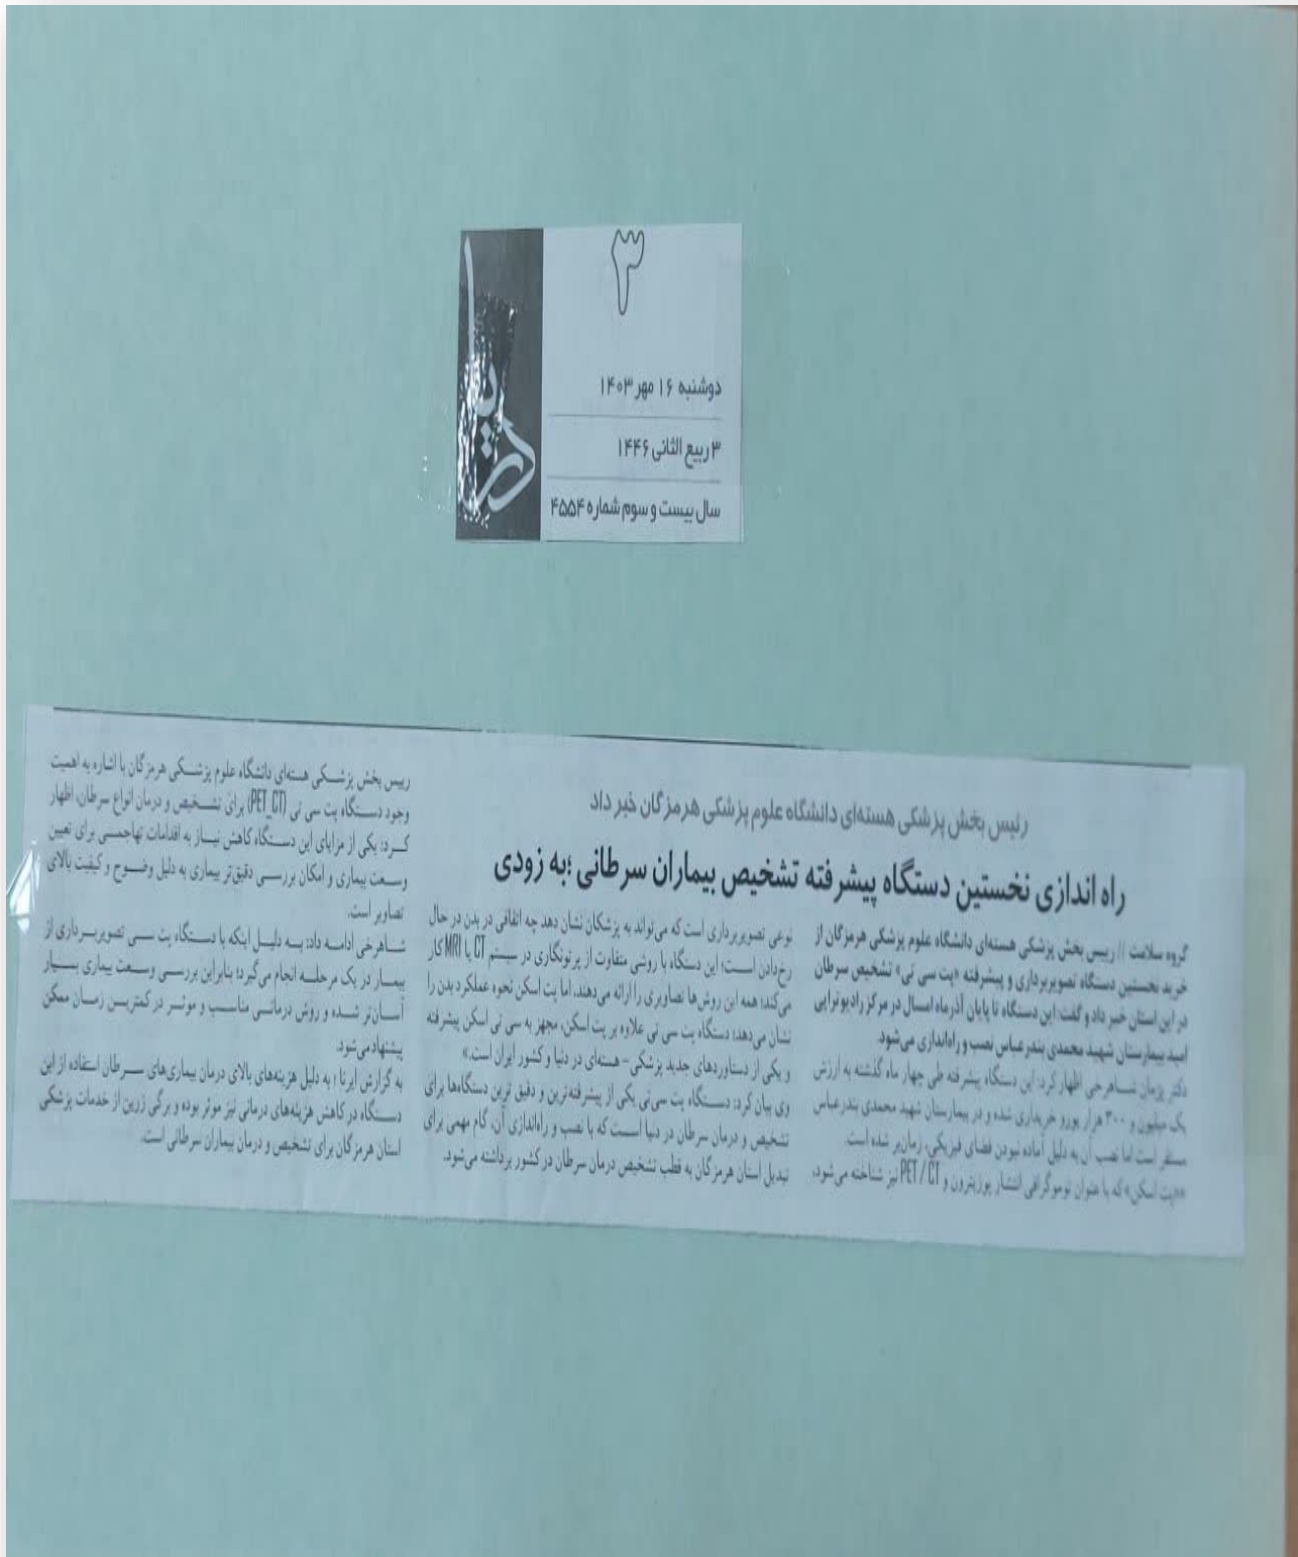 ۳
دوشنبه ۱۶ مهر ۱۴۰۳
۳ ربیع الثانی ۱۴۴۶
سال بیست و سوم شماره ۴۵۵۴
دریا
رئیس بخش پزشکی هسته‌ای دانشگاه علوم پزشکی هرمزگان خبر داد
راه اندازی نخستین دستگاه پیشرفته تشخیص بیماران سرطانی ؛به زودی
گروه سلامت // رییس بخش پزشکی هسته‌ای دانشگاه علوم پزشکی هرمزگان از
خرید نخستین دستگاه تصویربرداری و پیشرفته «پت سی تی» تشخیص سرطان
در این استان خبر داد و گفت: این دستگاه تا پایان آذرماه امسال در مرکز رادیوتراپی
امید بیمارستان شهید محمدی بندرعباس نصب و راه‌اندازی می‌شود.
دکتر پژمان شاهرخی اظهار کرد: این دستگاه پیشرفته طی چهار ماه گذشته به ارزش
یک میلیون و ۳۰۰ هزار یورو خریداری شده و در بیمارستان شهید محمدی بندرعباس
مستقر است اما نصب آن به دلیل آماده نبودن فضای فیزیکی، زمان‌بر شده است.
««پت اسکن» که با عنوان توموگرافی انتشار پوزیترون و PET / CT نیز شناخته می‌شود،
نوعی تصویربرداری است که می‌تواند به پزشکان نشان دهد چه اتفاقی در بدن در حال
رخ‌دادن است؛ این دستگاه با روشی متفاوت از پرتونگاری در سیستم CT یا MRI کار
می‌کند؛ همه این روش‌ها تصاویری را ارائه می‌دهند، اما پت اسکن نحوه عملکرد بدن را
نشان می‌دهد؛ دستگاه پت سی تی علاوه بر پت اسکن، مجهز به سی تی اسکن پیشرفته
و یکی از دستاوردهای جدید پزشکی- هسته‌ای در دنیا و کشور ایران است.»
وی بیان کرد: دستگاه پت سی‌تی یکی از پیشرفته‌ترین و دقیق ترین دستگاه‌ها برای
تشخیص و درمان سرطان در دنیا است که با نصب و راه‌اندازی آن، گام مهمی برای
تبدیل استان هرمزگان به قطب تشخیص درمان سرطان در کشور برداشته می‌شود.
رییس بخش پزشکی هسته‌ای دانشگاه علوم پزشکی هرمزگان با اشاره به اهمیت
وجود دستگاه پت سی تی (PET_CT) برای تشخیص و درمان انواع سرطان، اظهار
کرد: یکی از مزایای این دستگاه کاهش نیاز به اقدامات تهاجمی برای تعیین
وسعت بیماری و امکان بررسی دقیق‌تر بیماری به دلیل وضوح و کیفیت بالای
تصاویر است.
شاهرخی ادامه داد: به دلیل اینکه با دستگاه پت سی تصویربرداری از
بیمار در یک مرحله انجام می‌گیرد؛ بنابراین بررسی وسعت بیماری بسیار
آسان‌تر شده و روش درمانی مناسب و موثر در کمترین زمان ممکن
پیشنهاد می‌شود.
به گزارش ایرنا ؛ به دلیل هزینه‌های بالای درمان بیماری‌های سرطان استفاده از این
دستگاه در کاهش هزینه‌های درمانی نیز موثر بوده و برگی زرین از خدمات پزشکی
استان هرمزگان برای تشخیص و درمان بیماران سرطانی است.